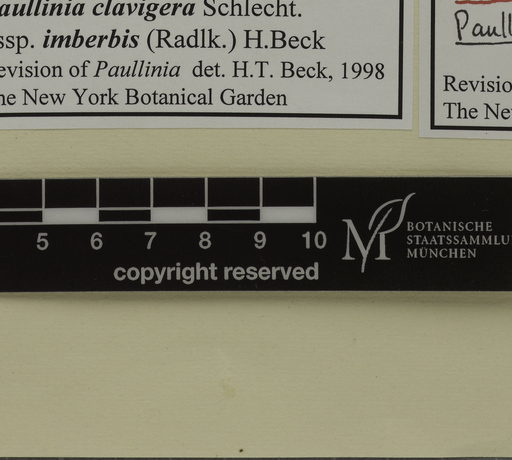 aullinia clavigera Schlecht.
ssp. imberbis (Radlk.) H.Beck
evision of Paullinia det. H.T. Beck, 1998
he New York Botanical Garden
Paull
Revisio
The Ne
5 6 7 8 9 10
copyright reserved
M
BOTANISCHE
STAATSSAMMLU
MÜNCHEN